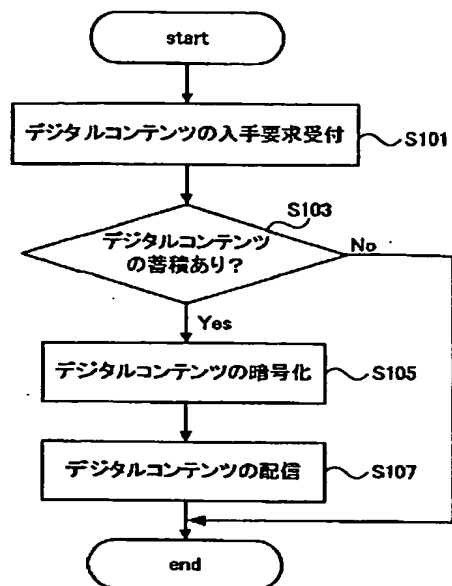 start
デジタルコンテンツの入手要求受付
S101
S103
デジタルコンテンツ
の蓄積あり?
No
Yes
デジタルコンテンツの暗号化
S105
デジタルコンテンツの配信
S107
end